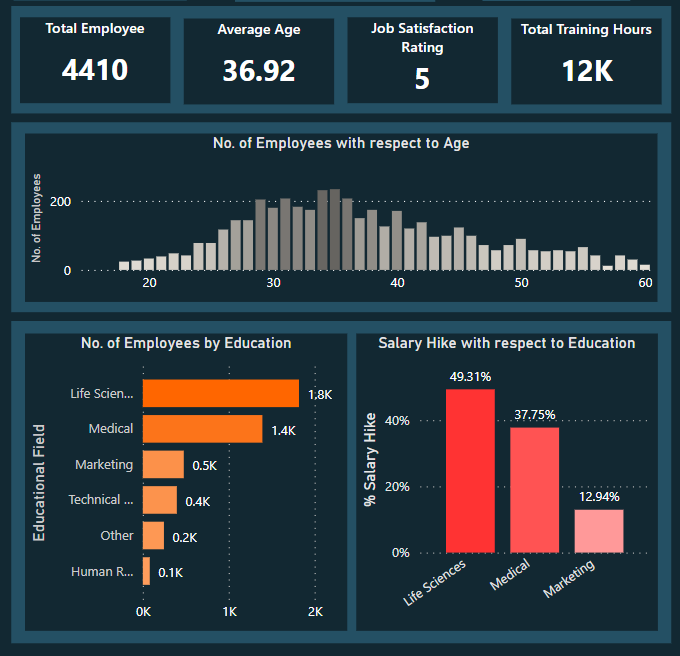 Total Employee
4410
Average Age
36.92
Job Satisfaction
Rating
5
Total Training Hours
12K
No. of Employees with respect to Age
No. of Employees
200
0
20
30
40
50
60
No. of Employees by Education
Educational Field
Life Scien...
1.8K
Medical
1.4K
Marketing
0.5K
Technical ...
0.4K
Other
0.2K
Human R...
0.1K
0K
1K
2K
Salary Hike with respect to Education
% Salary Hike
40%
20%
0%
49.31%
37.75%
12.94%
Life Sciences
Medical
Marketing